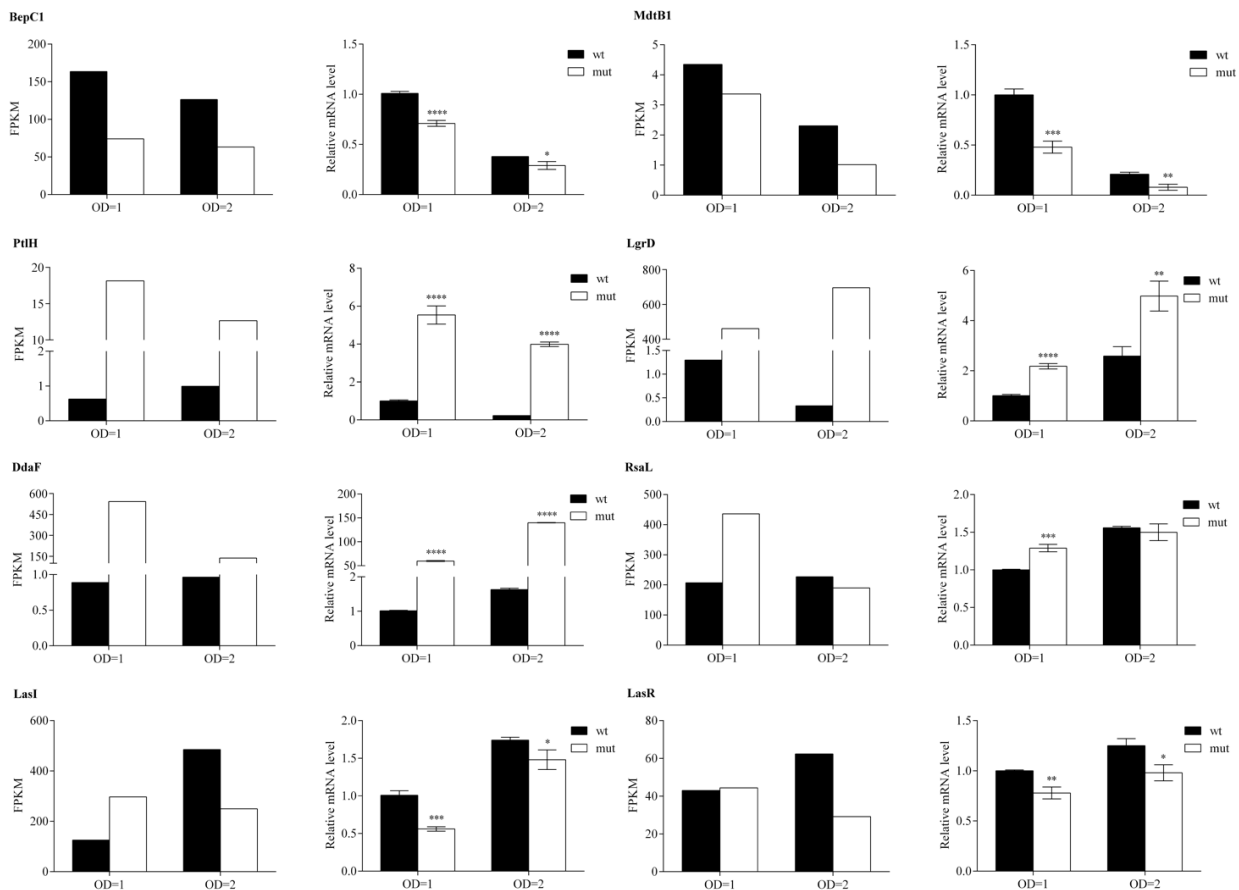 BepC1
FPKM
200
150
100
50
0
OD=1
OD=2
Relative mRNA level
1.5
1.0
0.5
0.0
****
*
OD=1
OD=2
wt
mut
MdtB1
FPKM
5
4
3
2
1
0
OD=1
OD=2
Relative mRNA level
1.5
1.0
0.5
0.0
***
**
OD=1
OD=2
wt
mut
PtlH
FPKM
20
15
10
2
1
0
OD=1
OD=2
Relative mRNA level
8
6
4
2
0
****
****
OD=1
OD=2
wt
mut
LgrD
FPKM
800
600
400
1.5
1.0
0.5
0.0
OD=1
OD=2
Relative mRNA level
6
4
2
0
****
**
OD=1
OD=2
wt
mut
DdaF
FPKM
600
450
300
150
1.0
0.5
0.0
OD=1
OD=2
Relative mRNA level
200
150
100
50
2
1
0
****
****
OD=1
OD=2
wt
mut
RsaL
FPKM
500
400
300
200
100
0
OD=1
OD=2
Relative mRNA level
2.0
1.5
1.0
0.5
0.0
***
OD=1
OD=2
wt
mut
LasI
FPKM
600
400
200
0
OD=1
OD=2
Relative mRNA level
2.0
1.5
1.0
0.5
0.0
***
*
OD=1
OD=2
wt
mut
LasR
FPKM
80
60
40
20
0
OD=1
OD=2
Relative mRNA level
1.5
1.0
0.5
0.0
**
*
OD=1
OD=2
wt
mut